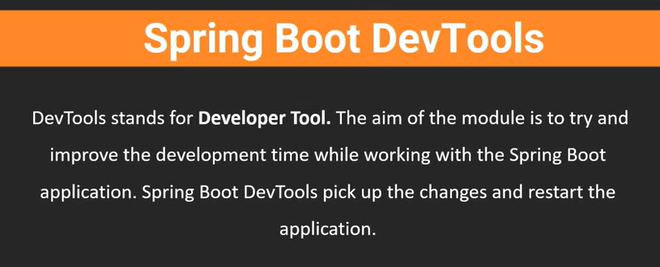 Spring Boot DevTools
DevTools stands for Developer Tool. The aim of the module is to try and
improve the development time while working with the Spring Boot
application. Spring Boot DevTools pick up the changes and restart the
application.